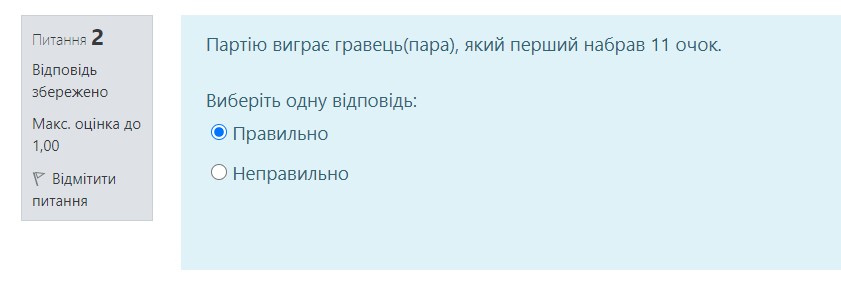 Питання 2
Відповідь
збережено
Макс. оцінка до
1,00
Відмітити
питання
Партію виграє гравець(пара), який перший набрав 11 очок.
Виберіть одну відповідь:
Правильно
Неправильно